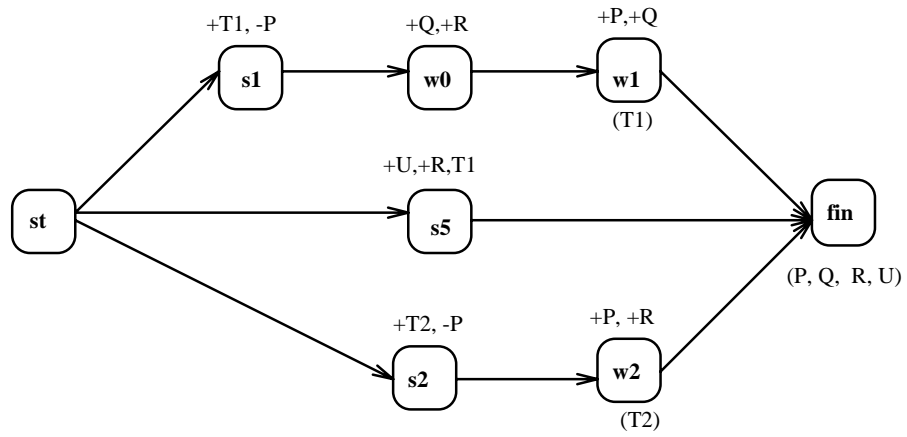 +T1, -P
+Q,+R
+P,+Q
s1
w0
w1
(T1)
+U,+R,T1
st
s5
fin
(P, Q, R, U)
+T2, -P
+P, +R
s2
w2
(T2)